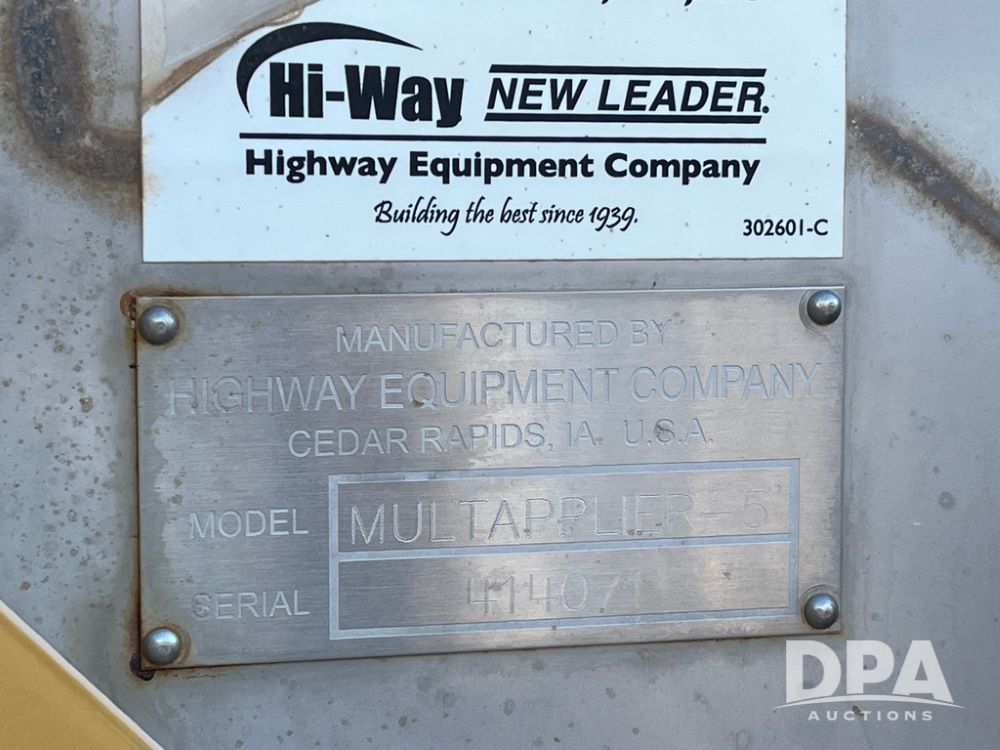 Hi-Way NEW LEADER.
Highway Equipment Company
Building the best since 1939.
302601-C
MANUFACTURED BY
HIGHWAY EQUIPMENT COMPANY
CEDAR RAPIDS, IA. U.S.A.
MODEL MULTAPPLIER-5
SERIAL 414071
DPA
AUCTIONS